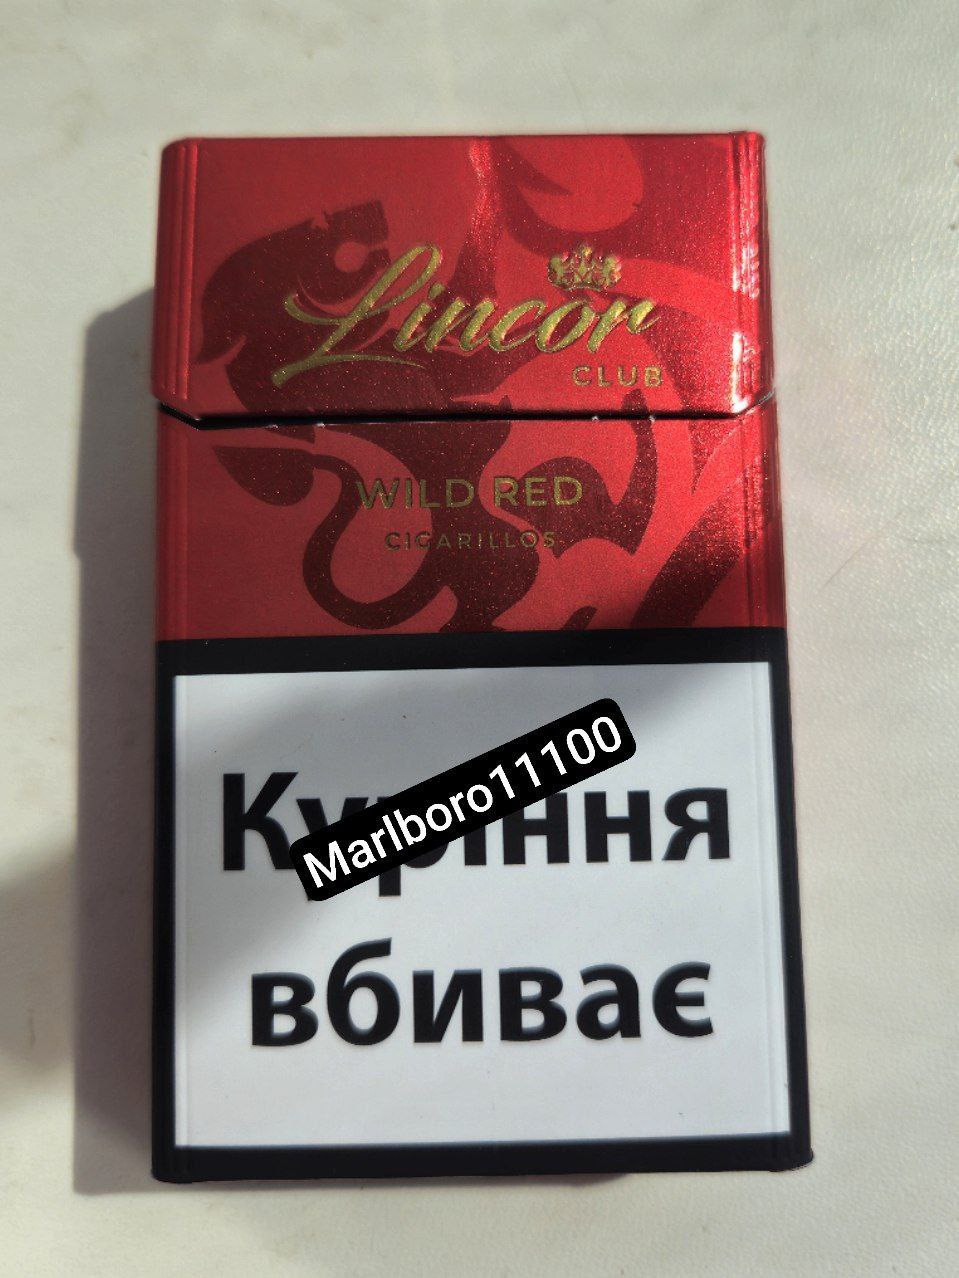 Lincor
CLUB
WILD RED
CIGARILLOS
Marlboro11100
Куріння
вбиває